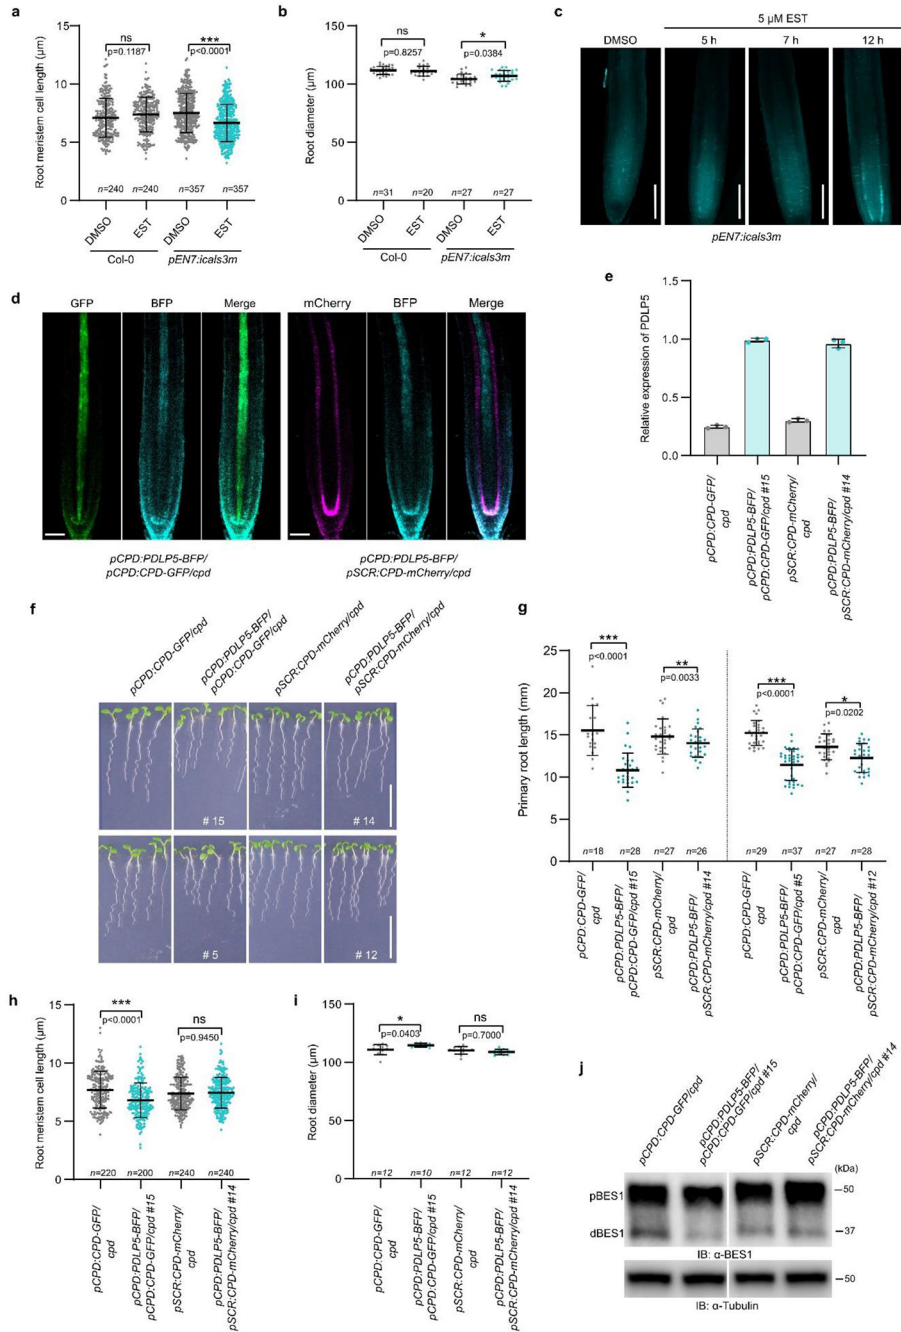 a
Root meristem cell length (µm)
15
10
5
0
ns
p=0.1187
***
p<0.0001
n=240
n=240
n=357
n=357
DMSO
EST
DMSO
EST
Col-0
pEN7:icals3m
b
Root diameter (µm)
150
100
50
0
ns
p=0.8257
*
p=0.0384
n=31
n=20
n=27
n=27
DMSO
EST
DMSO
EST
Col-0
pEN7:icals3m
c
5 µM EST
DMSO
5 h
7 h
12 h
pEN7:icals3m
d
GFP
BFP
Merge
mCherry
BFP
Merge
pCPD:PDLP5-BFP/
pCPD:CPD-GFP/cpd
pCPD:PDLP5-BFP/
pSCR:CPD-mCherry/cpd
e
Relative expression of PDLP5
1.5
1.0
0.5
0.0
pCPD:CPD-GFP/
cpd
pCPD:PDLP5-BFP/
pCPD:CPD-GFP/cpd #15
pSCR:CPD-mCherry/
cpd
pCPD:PDLP5-BFP/
pSCR:CPD-mCherry/cpd #14
f
pCPD:CPD-GFP/cpd
pCPD:PDLP5-BFP/
pCPD:CPD-GFP/cpd
pSCR:CPD-mCherry/cpd
pCPD:PDLP5-BFP/
pSCR:CPD-mCherry/cpd
# 15
# 14
# 5
# 12
g
Primary root length (mm)
25
20
15
10
5
0
***
p<0.0001
**
p=0.0033
***
p<0.0001
*
p=0.0202
n=18
n=28
n=27
n=26
n=29
n=37
n=27
n=28
pCPD:CPD-GFP/
cpd
pCPD:PDLP5-BFP/
pCPD:CPD-GFP/cpd #15
pSCR:CPD-mCherry/
cpd
pCPD:PDLP5-BFP/
pSCR:CPD-mCherry/cpd #14
pCPD:CPD-GFP/
cpd
pCPD:PDLP5-BFP/
pCPD:CPD-GFP/cpd #5
pSCR:CPD-mCherry/
cpd
pCPD:PDLP5-BFP/
pSCR:CPD-mCherry/cpd #12
h
Root meristem cell length (µm)
15
10
5
0
***
p<0.0001
ns
p=0.9450
n=220
n=200
n=240
n=240
pCPD:CPD-GFP/
cpd
pCPD:PDLP5-BFP/
pCPD:CPD-GFP/cpd #15
pSCR:CPD-mCherry/
cpd
pCPD:PDLP5-BFP/
pSCR:CPD-mCherry/cpd #14
i
Root diameter (µm)
150
100
50
0
*
p=0.0403
ns
p=0.7000
n=12
n=10
n=12
n=12
pCPD:CPD-GFP/
cpd
pCPD:PDLP5-BFP/
pCPD:CPD-GFP/cpd #15
pSCR:CPD-mCherry/
cpd
pCPD:PDLP5-BFP/
pSCR:CPD-mCherry/cpd #14
j
pCPD:CPD-GFP/cpd
pCPD:PDLP5-BFP/
pCPD:CPD-GFP/cpd #15
pSCR:CPD-mCherry/
cpd
pCPD:PDLP5-BFP/
pSCR:CPD-mCherry/cpd #14
(kDa)
pBES1
50
dBES1
37
IB: α-BES1
50
IB: α-Tubulin